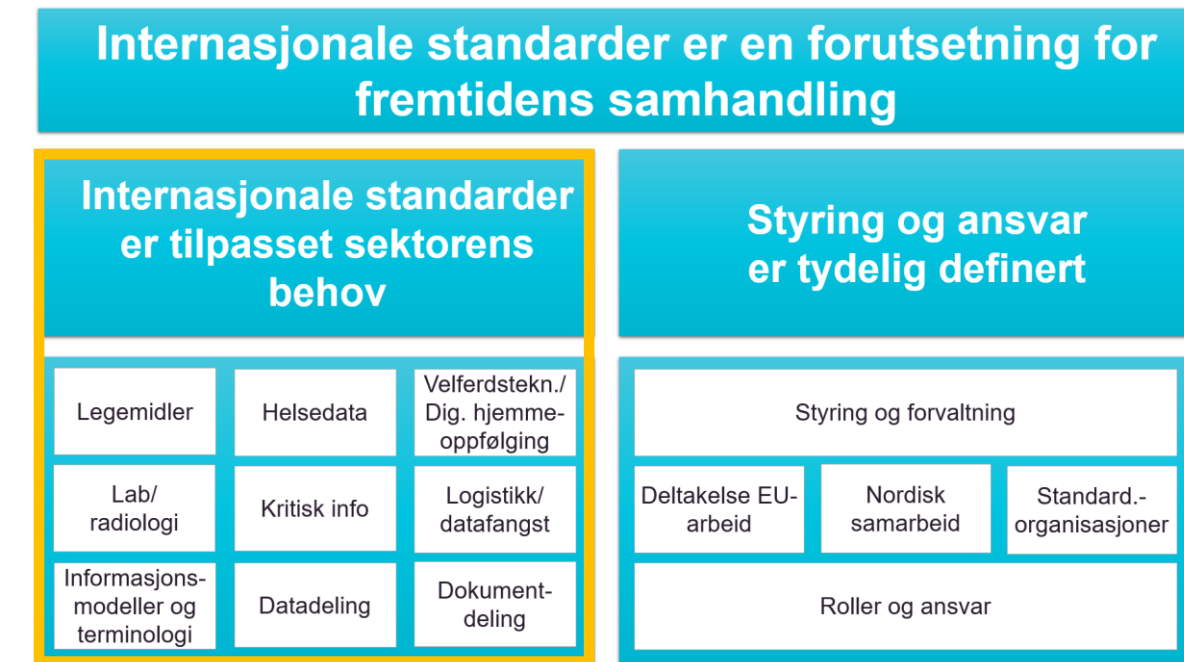 Internasjonale standarder er en forutsetning for
fremtidens samhandling
Internasjonale standarder
er tilpasset sektorens
behov
Legemidler
Helsedata
Velferdstekn./
Dig. hjemme-
oppfølging
Lab/
radiologi
Kritisk info
Logistikk/
datafangst
Informasjons-
modeller og
terminologi
Datadeling
Dokument-
deling
Styring og ansvar
er tydelig definert
Styring og forvaltning
Deltakelse EU-
arbeid
Nordisk
samarbeid
Standard.-
organisasjoner
Roller og ansvar